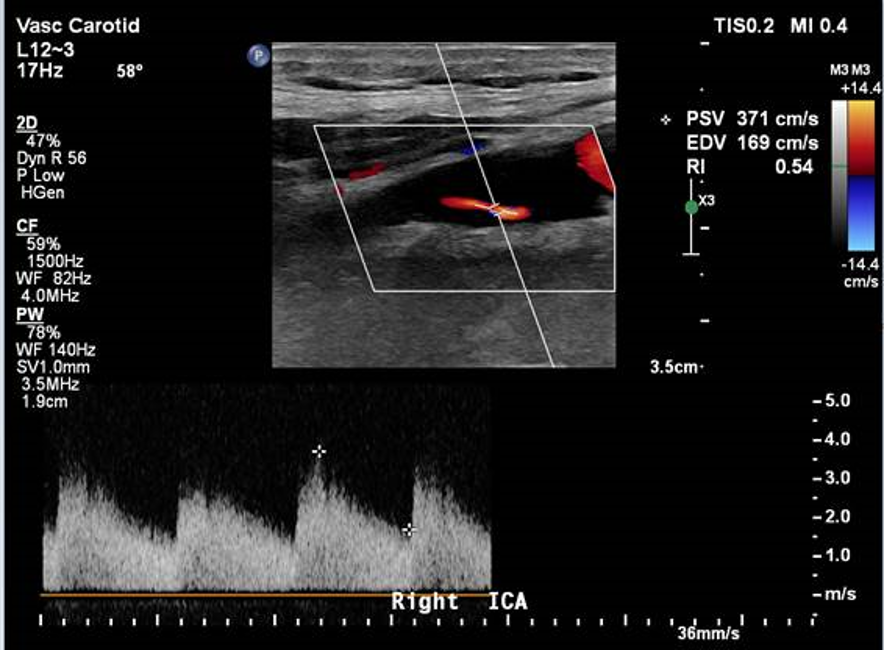 Vasc Carotid
L12~3
17Hz 58°
TIS0.2 MI 0.4
P
2D
47%
Dyn R 56
P Low
HGen
CF
59%
1500Hz
WF 82Hz
4.0MHz
PW
78%
WF 140Hz
SV1.0mm
3.5MHz
1.9cm
M3 M3
+14.4
PSV 371 cm/s
EDV 169 cm/s
RI 0.54
X3
-14.4
cm/s
3.5cm
5.0
4.0
3.0
2.0
1.0
m/s
Right ICA
36mm/s